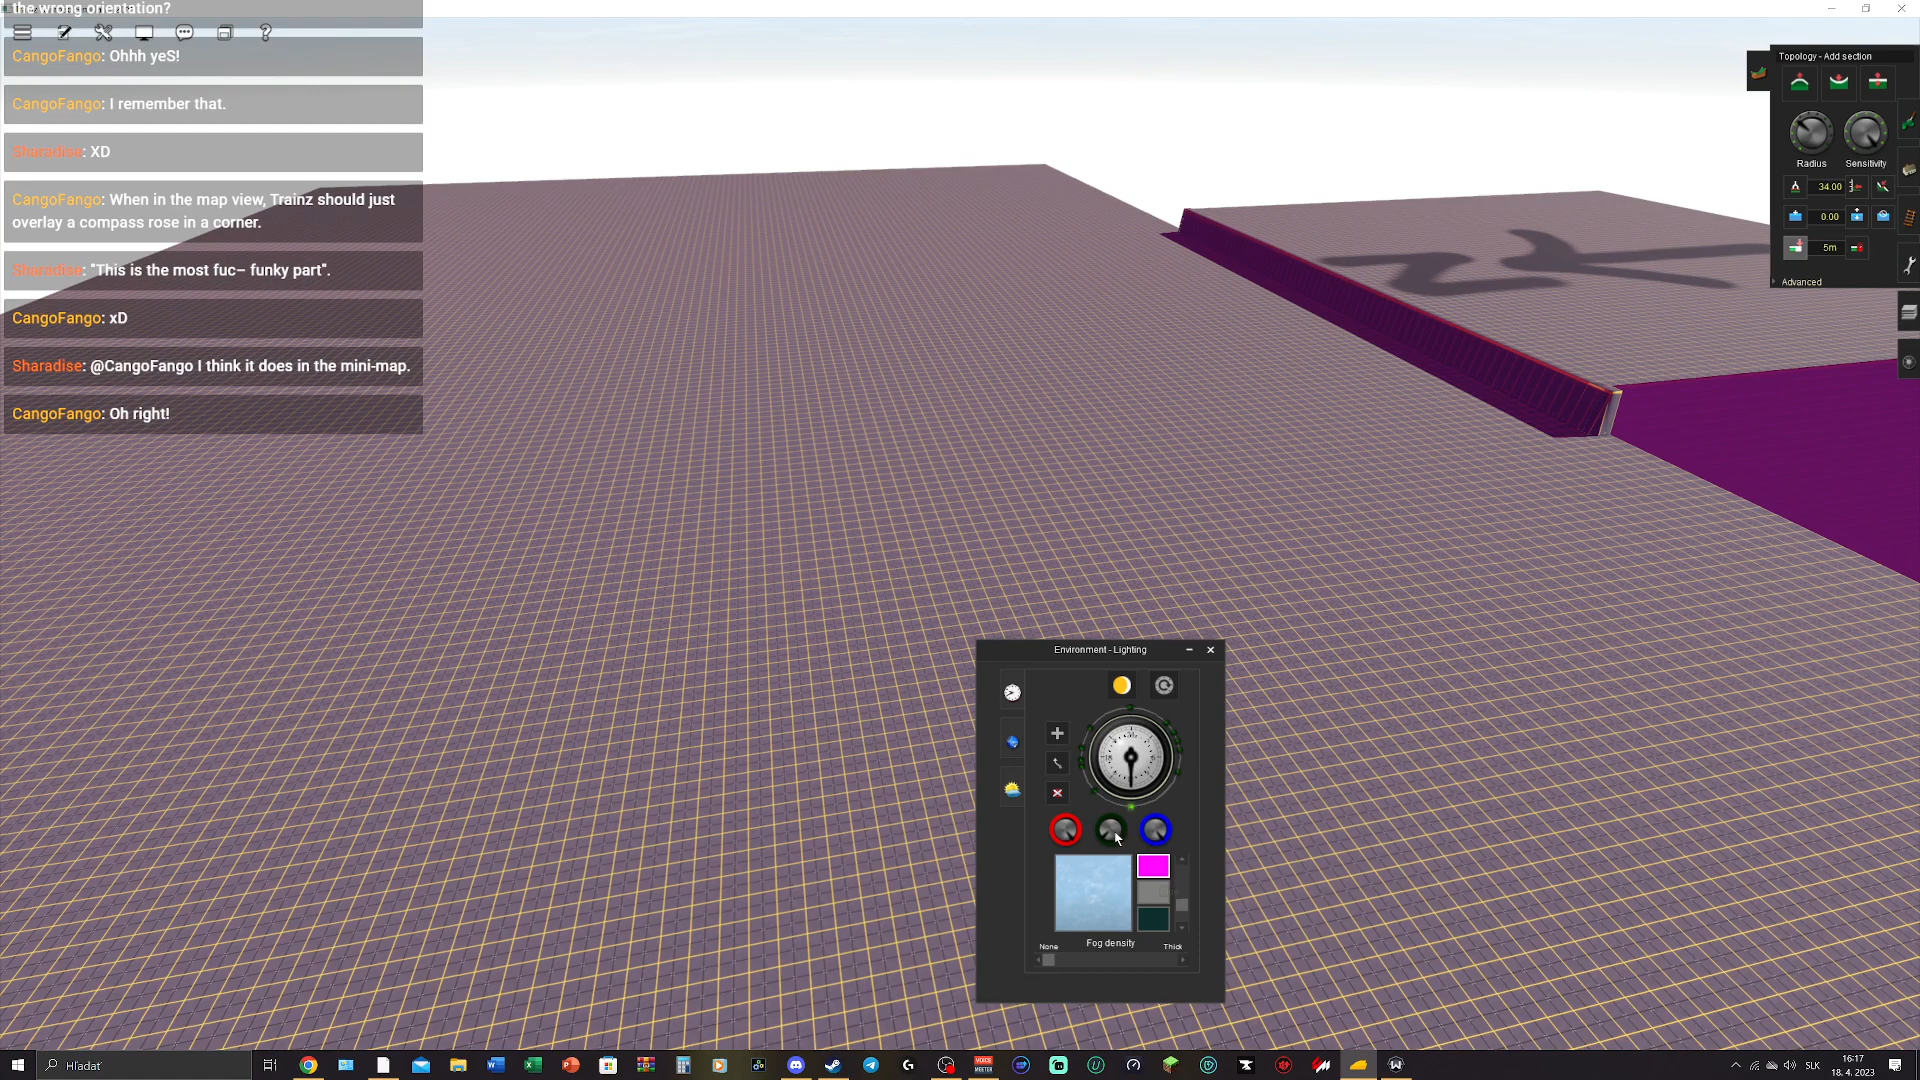 the wrong orientation?
CangoFango: Ohhh yeS!
CangoFango: I remember that.
Sharadise: XD
CangoFango: When in the map view, Trainz should just
overlay a compass rose in a corner.
Sharadise: "This is the most fuc– funky part".
CangoFango: xD
Sharadise: @CangoFango I think it does in the mini-map.
CangoFango: Oh right!
Topology - Add section
Radius
Sensitivity
34.00
0.00
5m
Advanced
Environment - Lighting
None
Fog density
Thick
Hľadať
VOICE
MEETER
SLK
16:17
18. 4. 2023